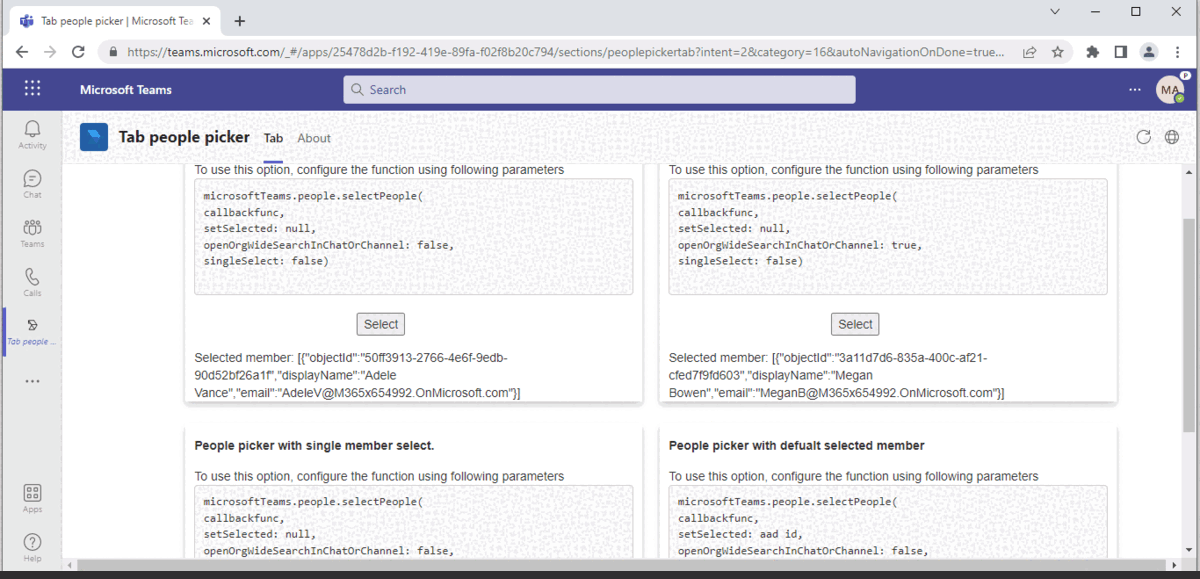 Tab people picker | Microsoft Tea
https://teams.microsoft.com/_#/apps/25478d2b-f192-419e-89fa-f02f8b20c794/sections/peoplepickertab?intent=2&category=16&autoNavigationOnDone=true...
Microsoft Teams
Search
MA
P
Activity
Chat
Teams
Calls
Tab people ...
Apps
Help
Tab people picker Tab About
To use this option, configure the function using following parameters
microsoftTeams.people.selectPeople(
callbackfunc,
setSelected: null,
openOrgWideSearchInChatOrChannel: false,
singleSelect: false)
Select
Selected member: [{"objectId":"50ff3913-2766-4e6f-9edb-
90d52bf26a1f","displayName":"Adele
Vance","email":"AdeleV@M365x654992.OnMicrosoft.com"}]
To use this option, configure the function using following parameters
microsoftTeams.people.selectPeople(
callbackfunc,
setSelected: null,
openOrgWideSearchInChatOrChannel: true,
singleSelect: false)
Select
Selected member: [{"objectId":"3a11d7d6-835a-400c-af21-
cfed7f9fd603","displayName":"Megan
Bowen","email":"MeganB@M365x654992.OnMicrosoft.com"}]
People picker with single member select.
To use this option, configure the function using following parameters
microsoftTeams.people.selectPeople(
callbackfunc,
setSelected: null,
openOrgWideSearchInChatOrChannel: false,
People picker with defualt selected member
To use this option, configure the function using following parameters
microsoftTeams.people.selectPeople(
callbackfunc,
setSelected: aad id,
openOrgWideSearchInChatOrChannel: false,